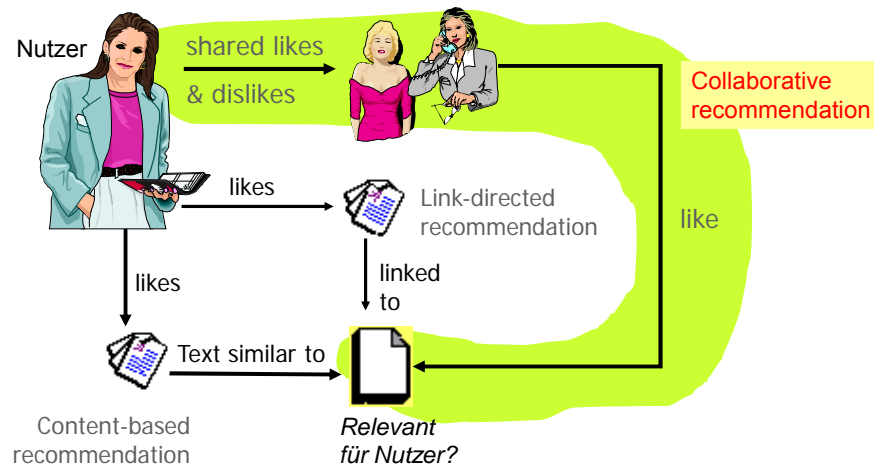 Nutzer
shared likes
& dislikes
Collaborative
recommendation
likes
Link-directed
recommendation
like
likes
linked
to
Text similar to
Content-based
recommendation
Relevant
für Nutzer?